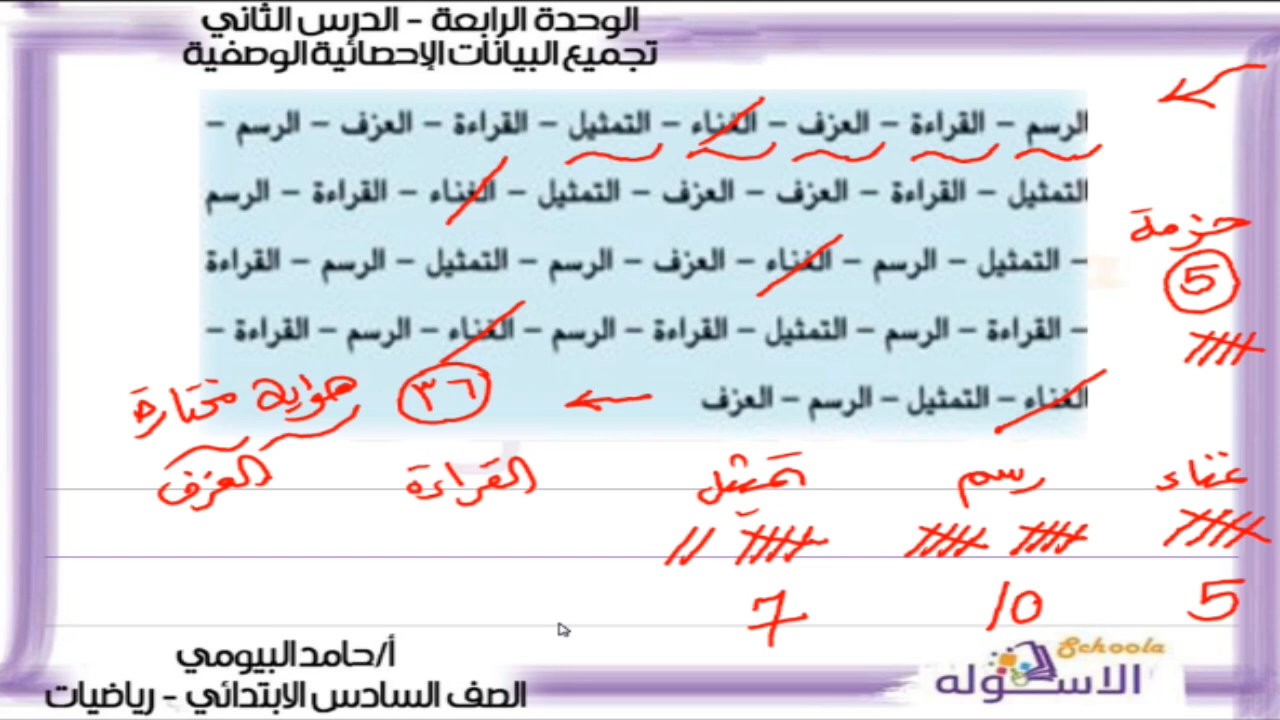 الوحدة الرابعة - الدرس الثاني
تجميع البيانات الإحصائية الوصفية
الرسم – القراءة – العزف – الغناء – التمثيل – القراءة – العزف – الرسم –
التمثيل – القراءة – العزف – العزف – التمثيل – الغناء – القراءة – الرسم
– التمثيل – الرسم – الغناء – العزف – الرسم – التمثيل – الرسم – القراءة
– القراءة – الرسم – التمثيل – القراءة – الرسم – الغناء – الرسم – القراءة –
الغناء – التمثيل – الرسم – العزف
حزمة
5
٣٦ هواية مختارة
غناء رسم تمثيل القراءة العزف
5 10 7
أ/حامد البيومي
الصف السادس الابتدائي - رياضيات
Schoola
الاسكوله